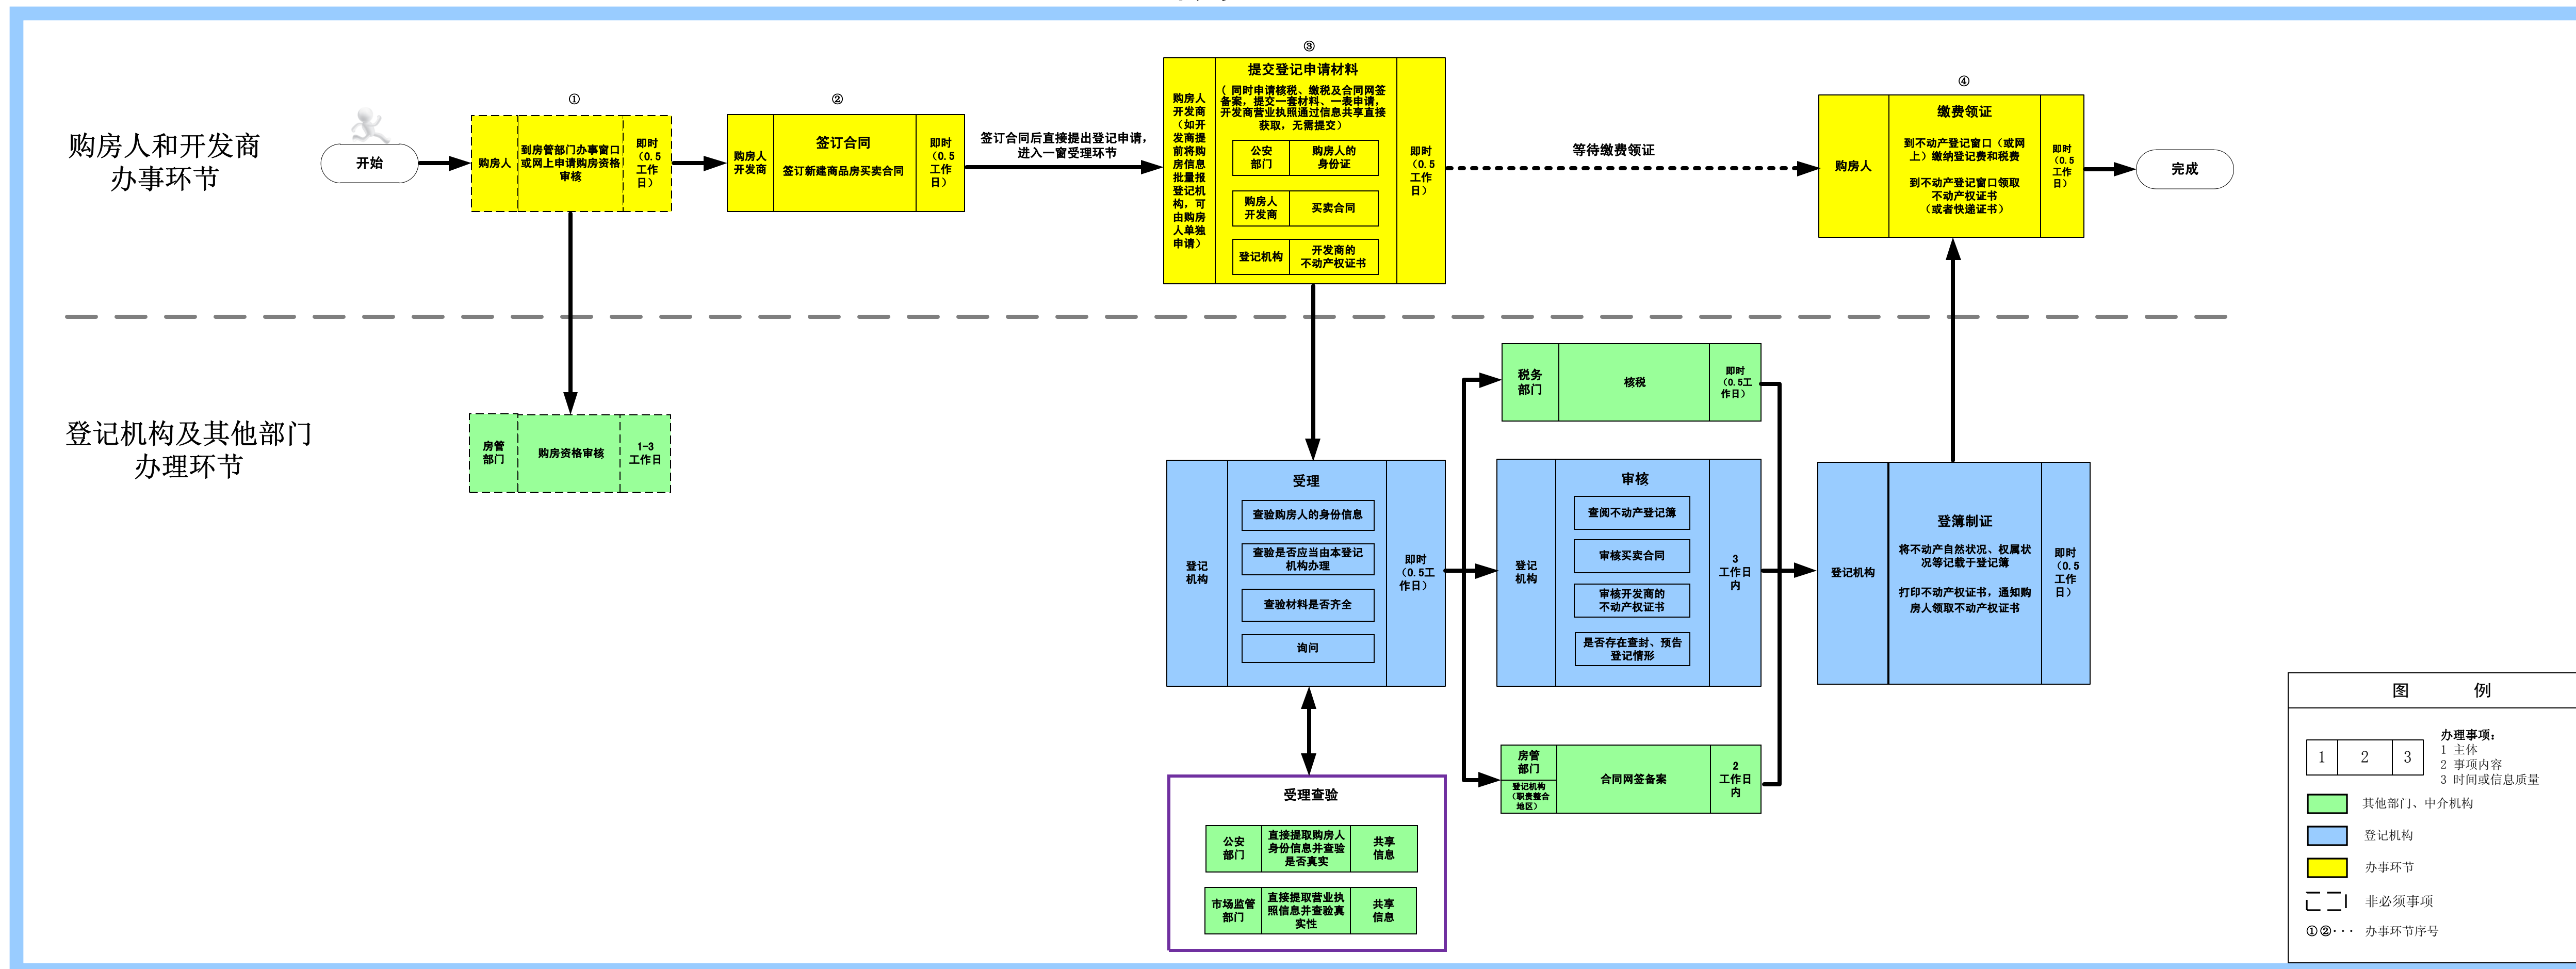 购房人和开发商
办事环节
开始
①
购房人
到房管部门办事窗口
或网上申请购房资格
审核
即时
（0.5
工作
日）
②
购房人
开发商
签订合同
签订新建商品房买卖合同
即时
（0.5
工作
日）
签订合同后直接提出登记申请，
进入一窗受理环节
③
购房人
开发商
（如开
发商提
前将购
房信息
批量报
登记机
构，可
由购房
人单独
申请）
提交登记申请材料
（ 同时申请核税、缴税及合同网签
备案，提交一套材料、一表申请，
开发商营业执照通过信息共享直接
获取，无需提交）
公安
部门
购房人的
身份证
购房人
开发商
买卖合同
登记机构
开发商的
不动产权证书
即时
（0.5
工作
日）
等待缴费领证
④
购房人
缴费领证
到不动产登记窗口（或网
上）缴纳登记费和税费
到不动产登记窗口领取
不动产权证书
（或者快递证书）
即时
（0.5
工作
日）
完成
登记机构及其他部门
办理环节
房管
部门
购房资格审核
1-3
工作日
登记
机构
受理
查验购房人的身份信息
查验是否应当由本登记
机构办理
查验材料是否齐全
询问
即时
（0.5工
作日）
税务
部门
核税
即时
（0.5工
作日）
登记
机构
审核
查阅不动产登记簿
审核买卖合同
审核开发商的
不动产权证书
是否存在查封、预告
登记情形
3
工作日
内
房管
部门
登记机构
（职责整合
地区）
合同网签备案
2
工作日
内
登记机构
登簿制证
将不动产自然状况、权属状
况等记载于登记簿
打印不动产权证书，通知购
房人领取不动产权证书
即时
（0.5
工作
日）
受理查验
公安
部门
直接提取购房人
身份信息并查验
是否真实
共享
信息
市场监管
部门
直接提取营业执
照信息并查验真
实性
共享
信息
图 例
1 2 3
办理事项：
1 主体
2 事项内容
3 时间或信息质量
其他部门、中介机构
登记机构
办事环节
非必须事项
①②··· 办事环节序号